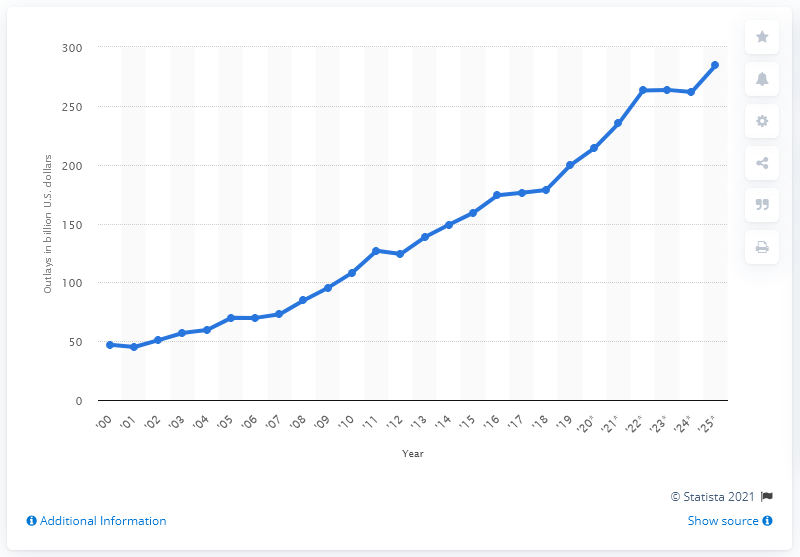 300
250
200
150
100
50
0
Outlays in billion U.S. dollars
'00 '01 '02 '03 '04 '05 '06 '07 '08 '09 '10 '11 '12 '13 '14 '15 '16 '17 '18 '19 '20* '21* '22* '23* '24* '25*
Year
© Statista 2021
Additional Information
Show source